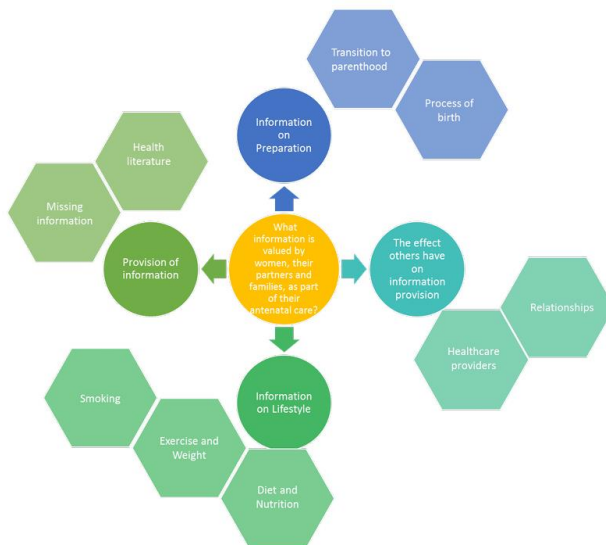 Transition to
parenthood
Process of
birth
Information
on
Preparation
Health
literature
Missing
information
Provision of
information
What
information is
valued by
women, their
partners and
families, as
part of their
antenatal care?
The effect
others have
on
information
provision
Relationships
Healthcare
providers
Information
on Lifestyle
Smoking
Exercise and
Weight
Diet and
Nutrition